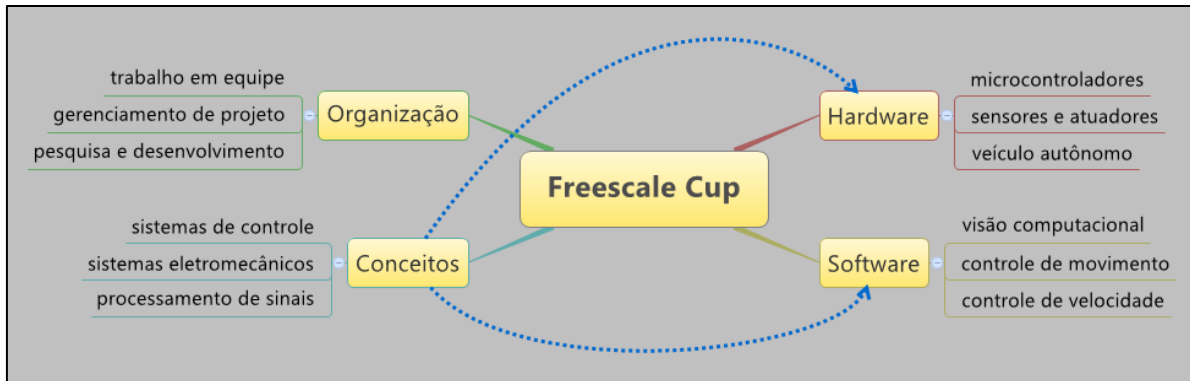 trabalho em equipe
gerenciamento de projeto
pesquisa e desenvolvimento
Organização
Hardware
microcontroladores
sensores e atuadores
veículo autônomo
Freescale Cup
sistemas de controle
sistemas eletromecânicos
processamento de sinais
Conceitos
Software
visão computacional
controle de movimento
controle de velocidade